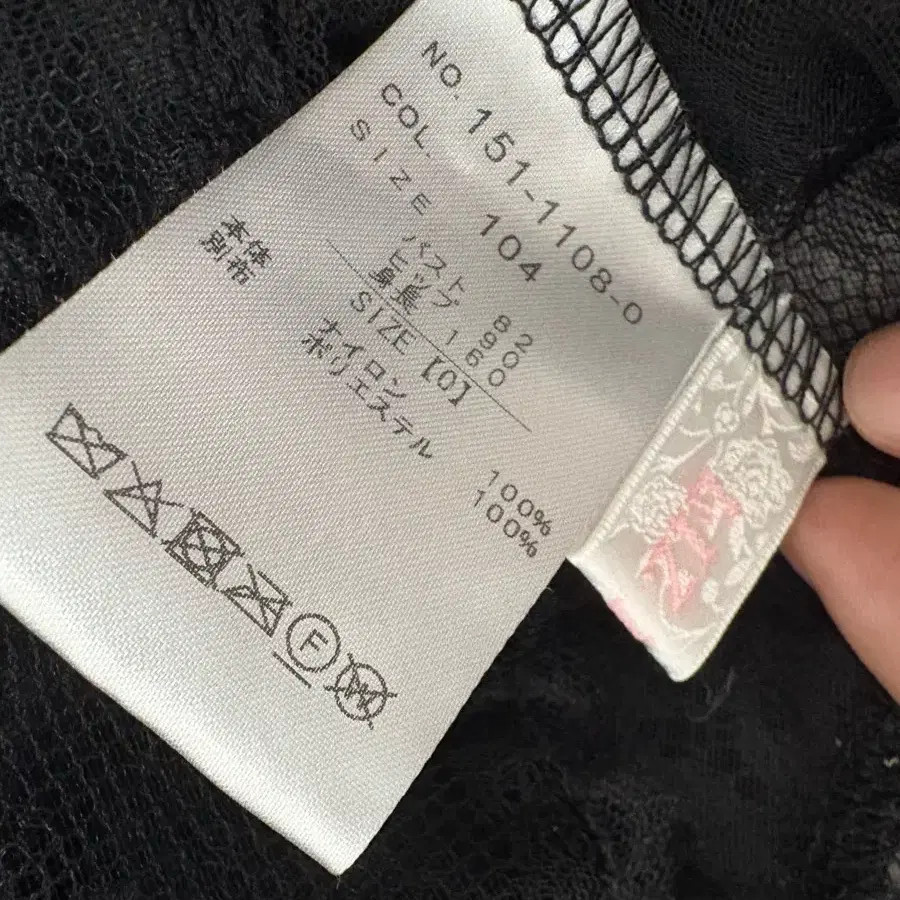 NO. 151-1108-0
COL. 104
SIZE
バスト 82
ヒップ 890
身長 160
SIZE【0】
本体 ナイロン 100%
別布 ポリエステル 100%
F
W